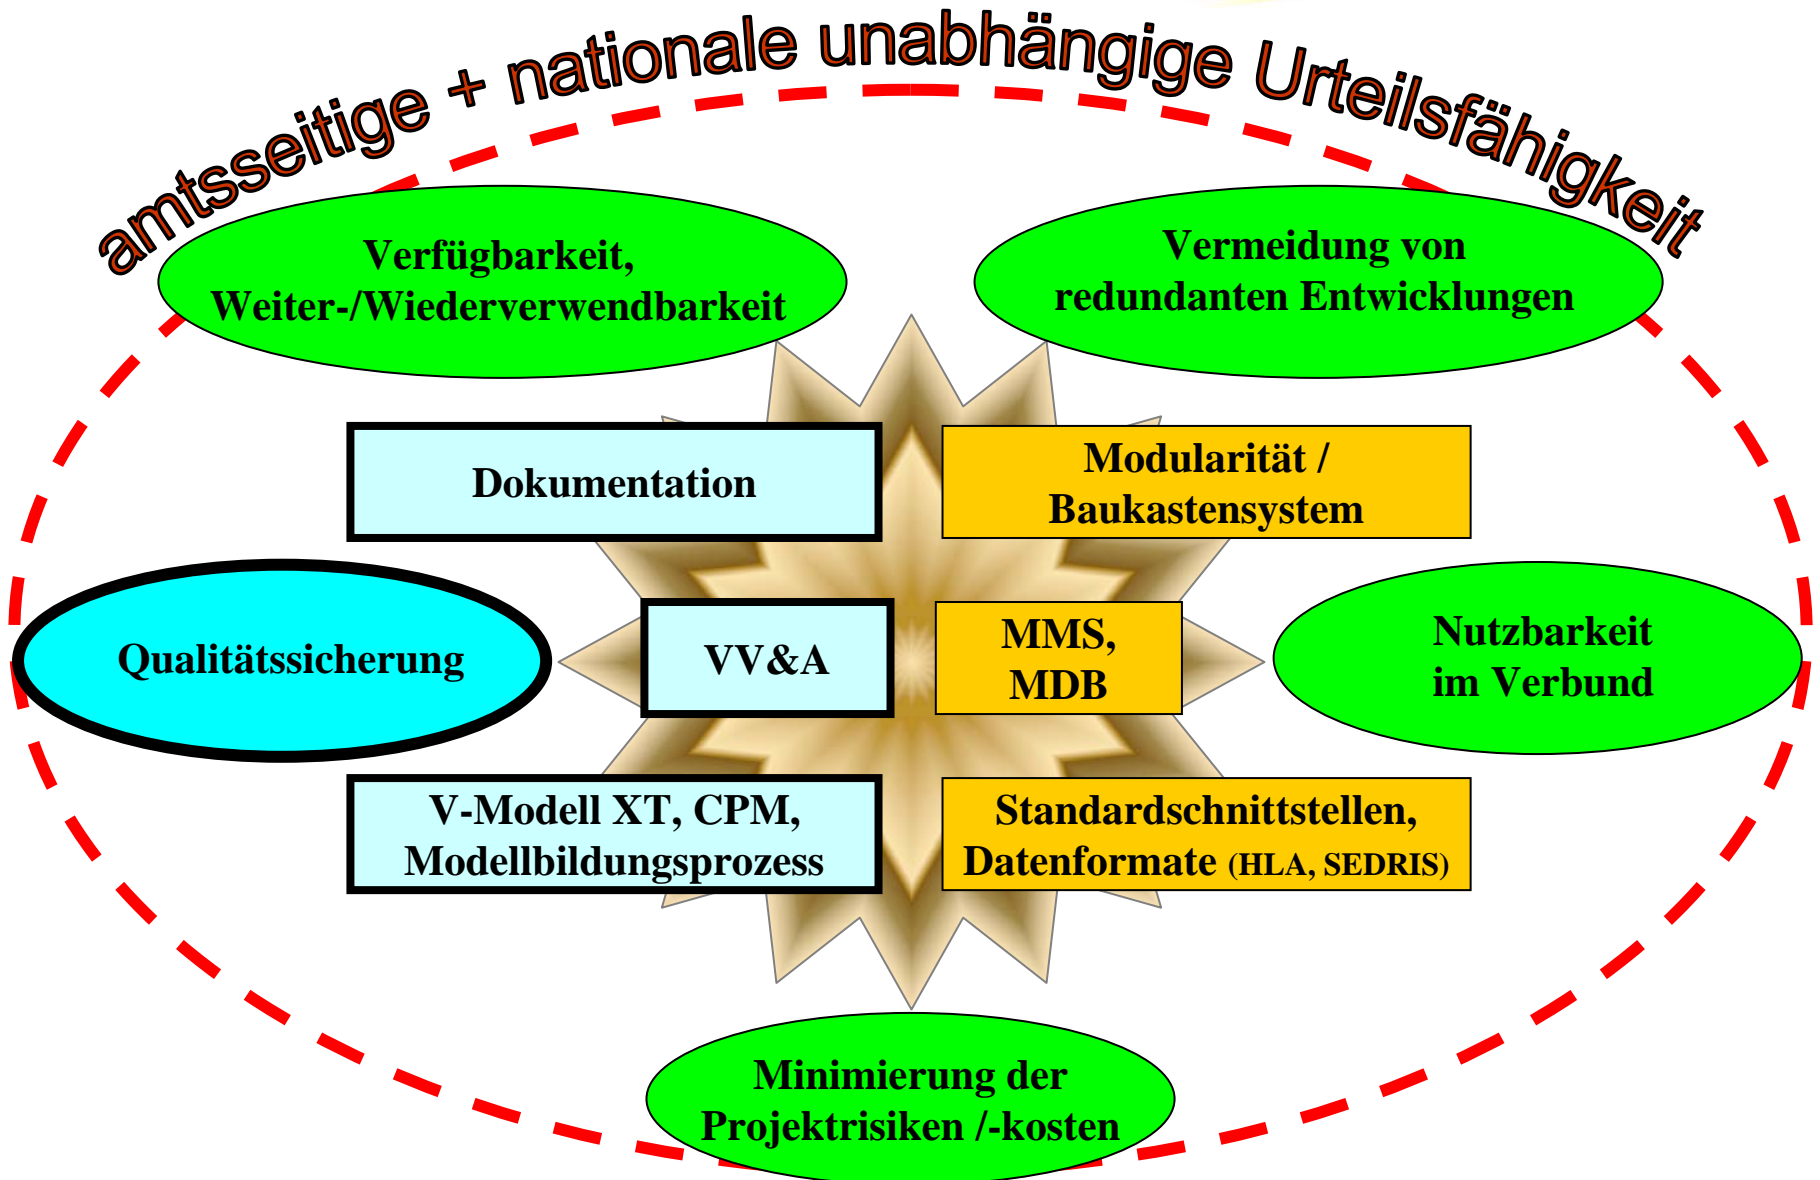 amtsseitige + nationale unabhängige Urteilsfähigkeit
Verfügbarkeit,
Weiter-/Wiederverwendbarkeit
Vermeidung von
redundanten Entwicklungen
Dokumentation
Modularität /
Baukastensystem
Qualitätssicherung
VV&A
MMS,
MDB
Nutzbarkeit
im Verbund
V-Modell XT, CPM,
Modellbildungsprozess
Standardschnittstellen,
Datenformate (HLA, SEDRIS)
Minimierung der
Projektrisiken /-kosten